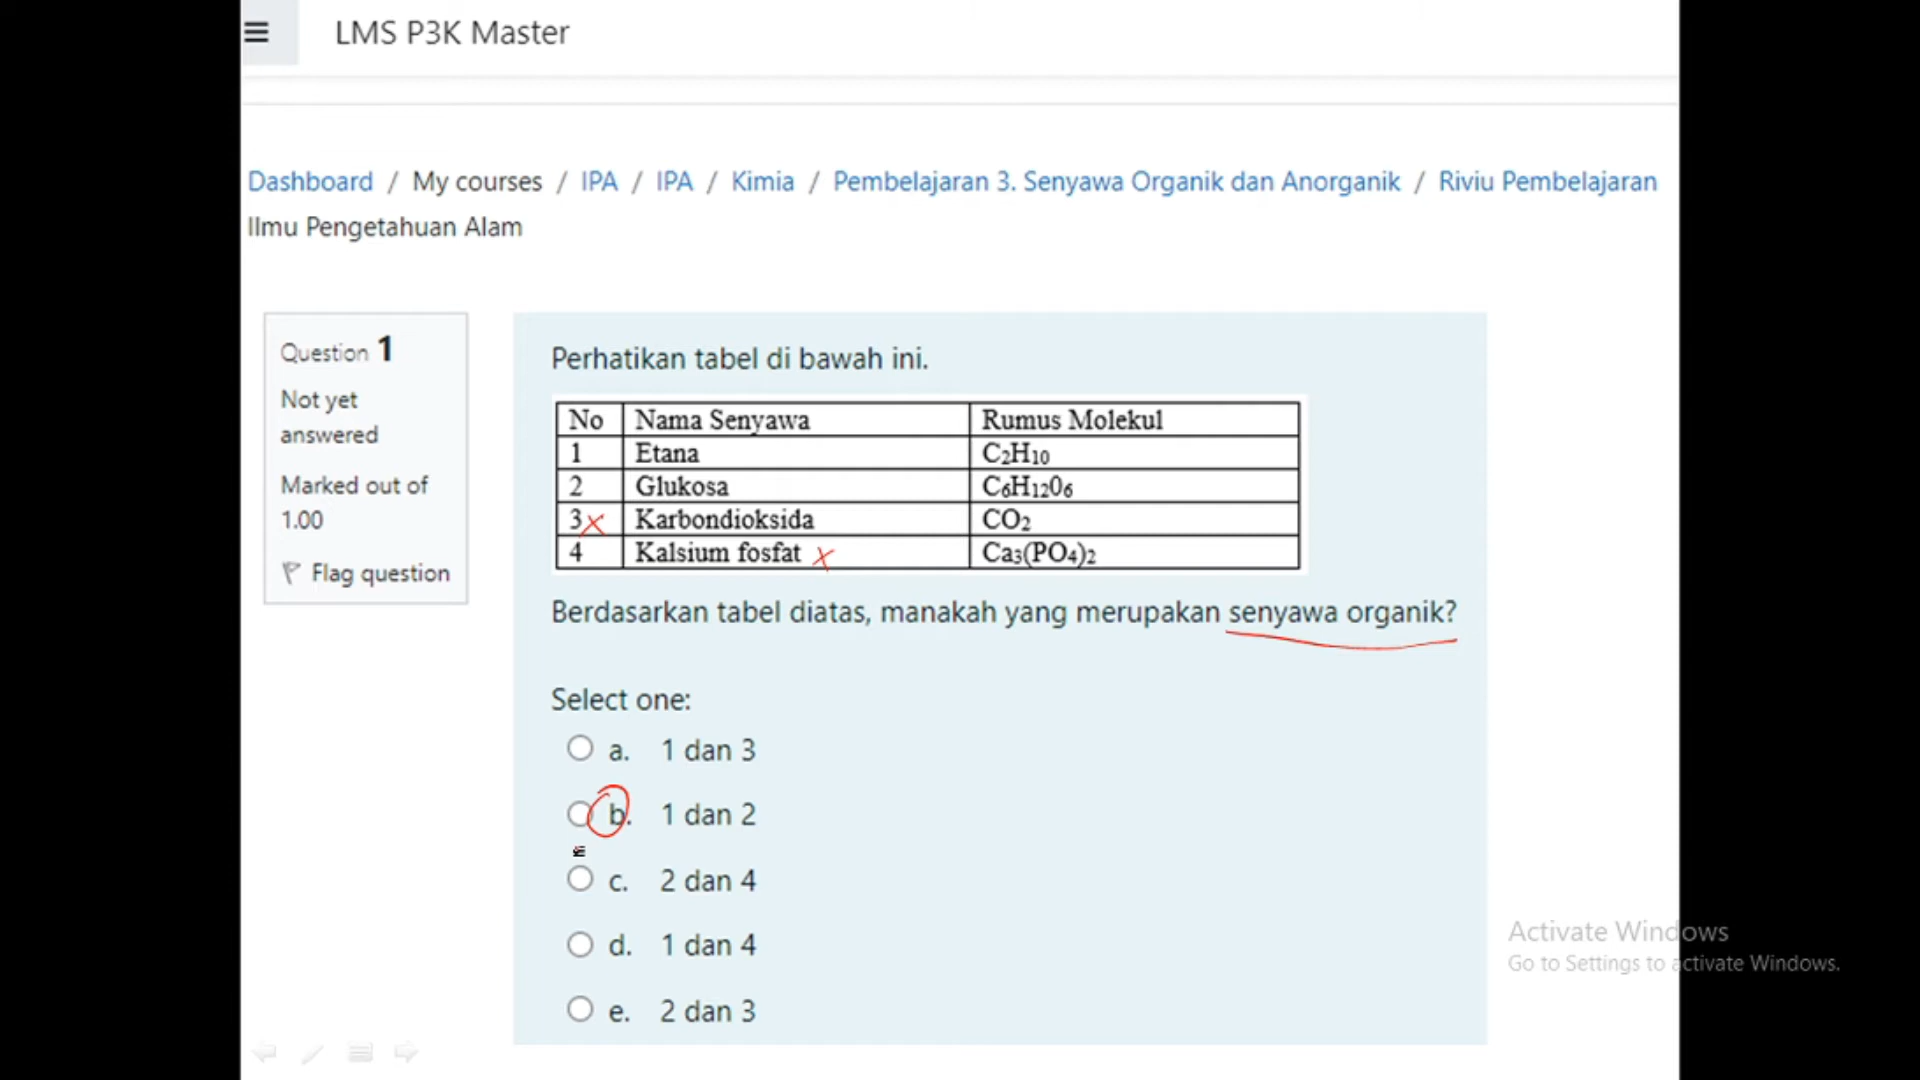 LMS P3K Master
Dashboard / My courses / IPA / IPA / Kimia / Pembelajaran 3. Senyawa Organik dan Anorganik / Riviu Pembelajaran
Ilmu Pengetahuan Alam
Question 1
Not yet
answered
Marked out of
1.00
Flag question
Perhatikan tabel di bawah ini.
No Nama Senyawa Rumus Molekul
1 Etana C2H10
2 Glukosa C6H1206
3 Karbondioksida CO2
4 Kalsium fosfat Ca3(PO4)2
Berdasarkan tabel diatas, manakah yang merupakan senyawa organik?
Select one:
a. 1 dan 3
b. 1 dan 2
c. 2 dan 4
d. 1 dan 4
e. 2 dan 3
Activate Windows
Go to Settings to activate Windows.